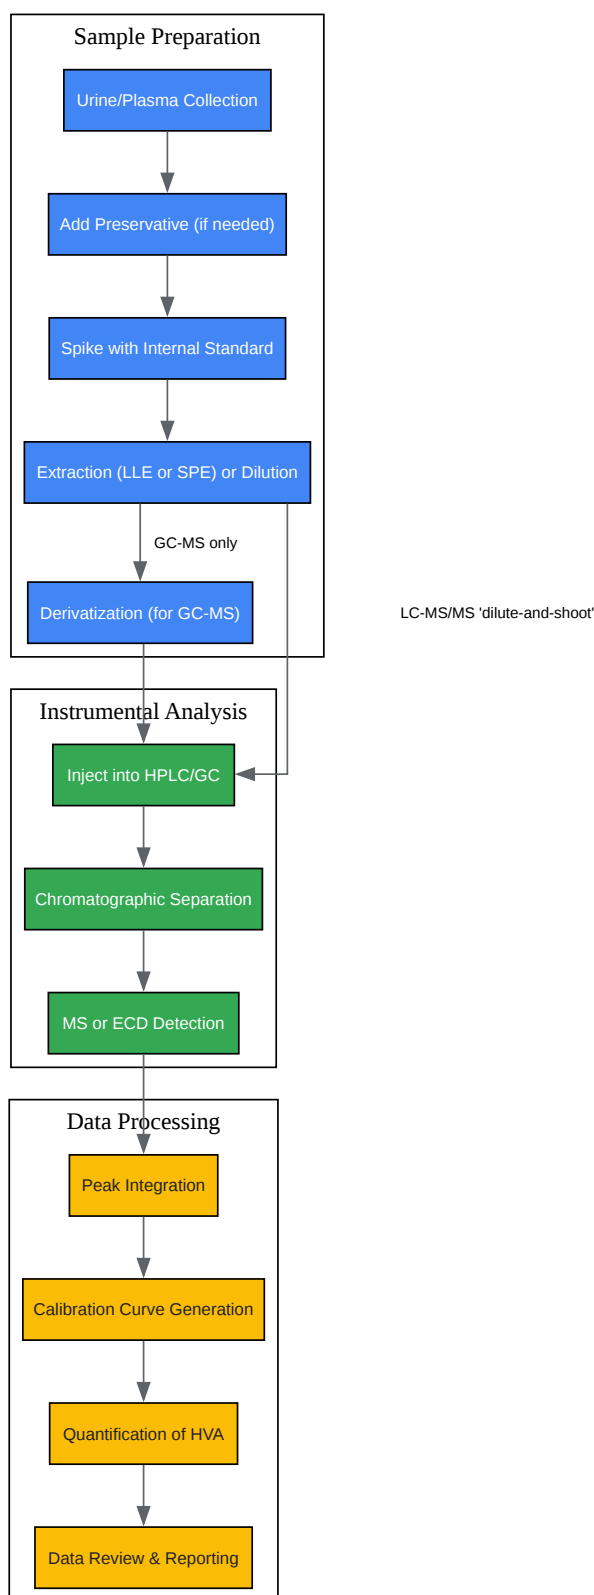 Sample Preparation
Urine/Plasma Collection
Add Preservative (if needed)
Spike with Internal Standard
Extraction (LLE or SPE) or Dilution
GC-MS only
Derivatization (for GC-MS)
LC-MS/MS 'dilute-and-shoot'
Instrumental Analysis
Inject into HPLC/GC
Chromatographic Separation
MS or ECD Detection
Data Processing
Peak Integration
Calibration Curve Generation
Quantification of HVA
Data Review & Reporting